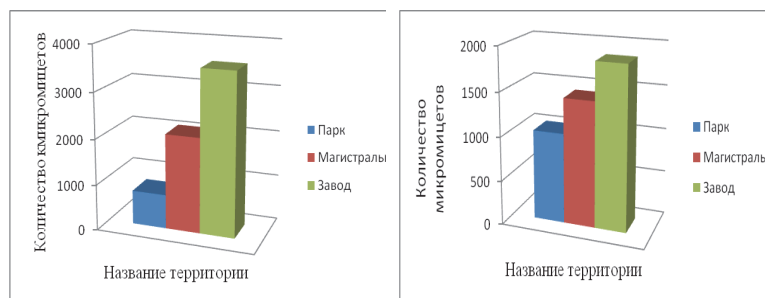 Количество кмикромицетов
4000
3000
2000
1000
0
Парк
Магистраль
Завод
Название территории
Количество
микромицетов
2000
1500
1000
500
0
Парк
Магистраль
Завод
Название территории